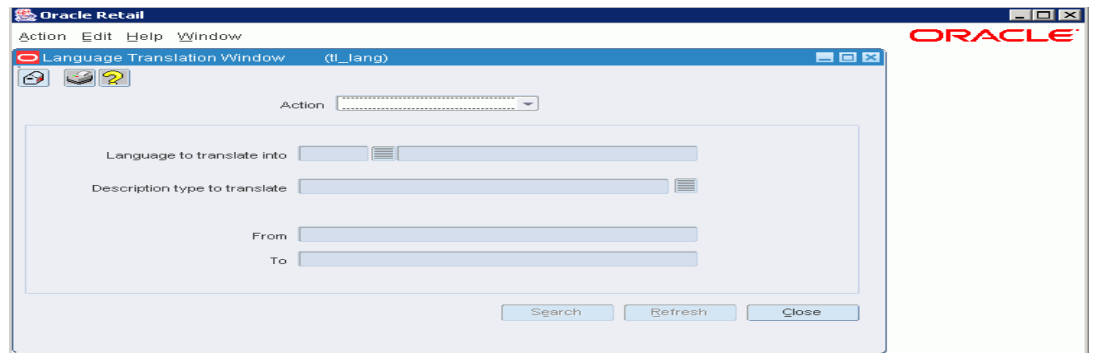 Oracle Retail
Action Edit Help Window
ORACLE
Language Translation Window (tl_lang)
Action
Language to translate into
Description type to translate
From
To
Search Refresh Close